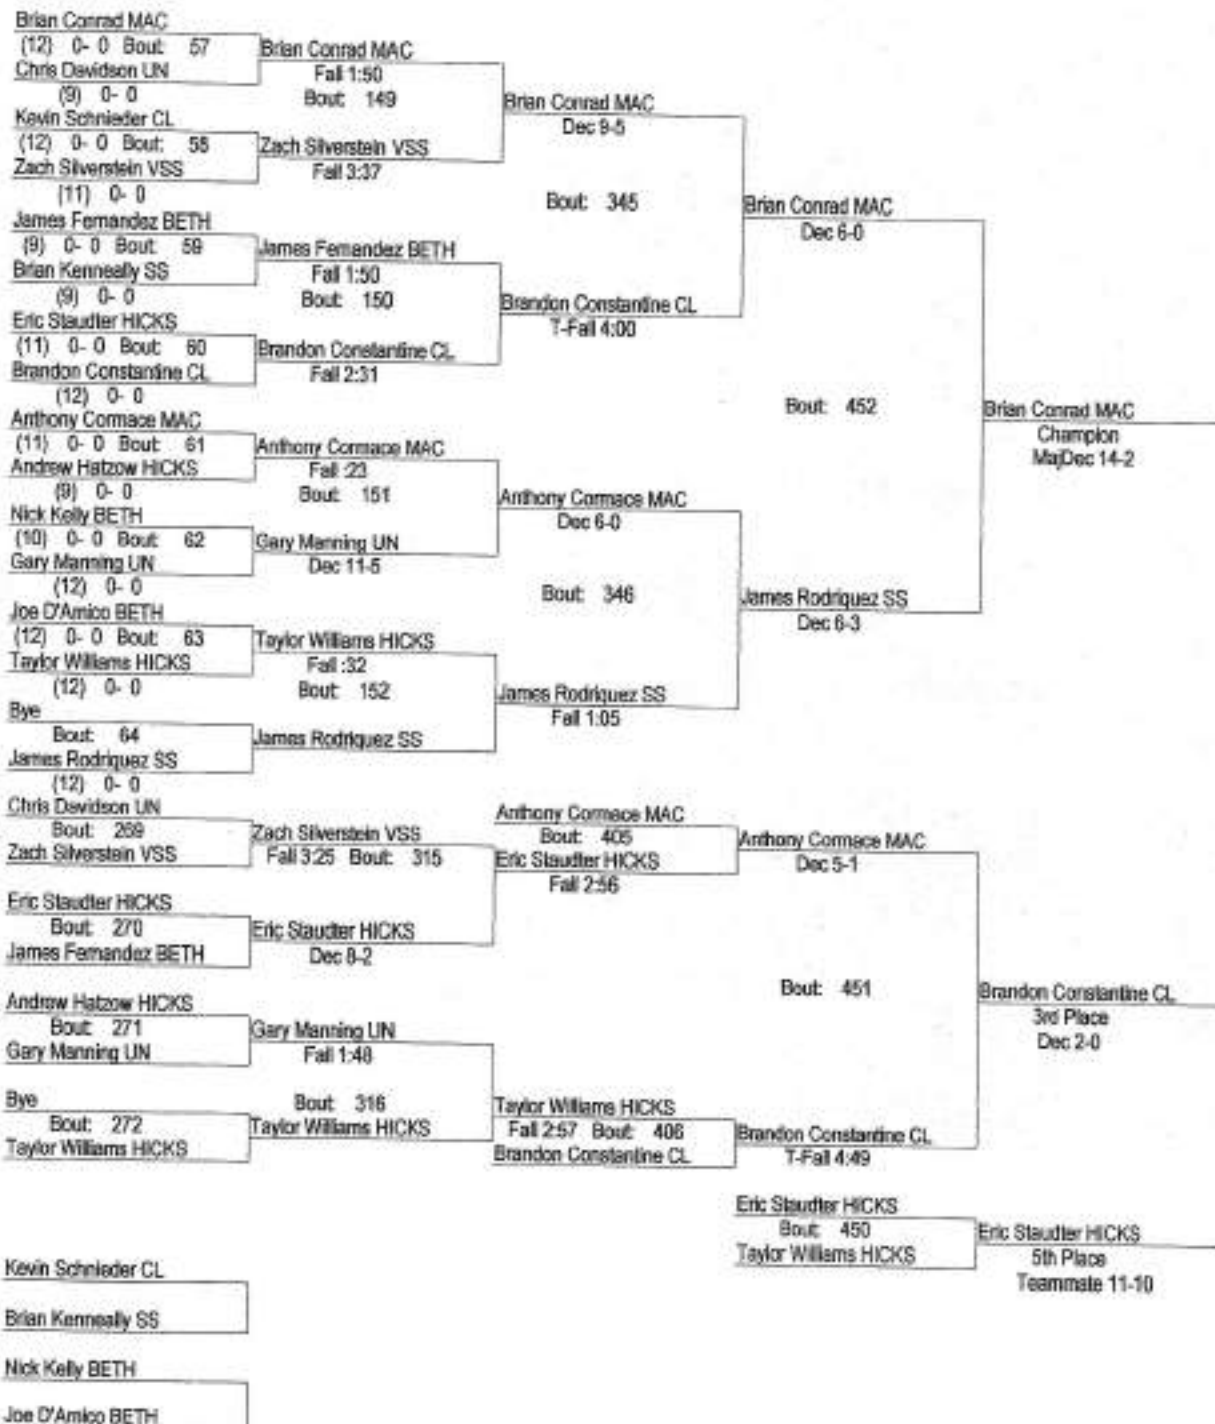 Brian Conrad MAC
(12) 0- 0 Bout: 57
Chris Davidson UN
(9) 0- 0
Kevin Schnieder CL
(12) 0- 0 Bout: 58
Zach Silverstein VSS
(11) 0- 0
James Fernandez BETH
(9) 0- 0 Bout: 59
Brian Kenneally SS
(9) 0- 0
Eric Staudter HICKS
(11) 0- 0 Bout: 60
Brandon Constantine CL
(12) 0- 0
Anthony Cormace MAC
(11) 0- 0 Bout: 61
Andrew Hatzow HICKS
(9) 0- 0
Nick Kelly BETH
(10) 0- 0 Bout: 62
Gary Manning UN
(12) 0- 0
Joe D'Amico BETH
(12) 0- 0 Bout: 63
Taylor Williams HICKS
(12) 0- 0
Bye
Bout: 64
James Rodriquez SS
(12) 0- 0
Brian Conrad MAC
Fall 1:50
Bout: 149
Zach Silverstein VSS
Fall 3:37
James Fernandez BETH
Fall 1:50
Bout: 150
Brandon Constantine CL
Fall 2:31
Anthony Cormace MAC
Fall :23
Bout: 151
Gary Manning UN
Dec 11-5
Taylor Williams HICKS
Fall :32
Bout: 152
James Rodriquez SS
Brian Conrad MAC
Dec 9-5
Bout: 345
Brandon Constantine CL
T-Fall 4:00
Anthony Cormace MAC
Dec 6-0
Bout: 346
James Rodriquez SS
Fall 1:05
Brian Conrad MAC
Dec 6-0
Bout: 452
James Rodriquez SS
Dec 6-3
Brian Conrad MAC
Champion
MajDec 14-2
Chris Davidson UN
Bout: 269
Zach Silverstein VSS
Eric Staudter HICKS
Bout: 270
James Fernandez BETH
Andrew Hatzow HICKS
Bout: 271
Gary Manning UN
Bye
Bout: 272
Taylor Williams HICKS
Zach Silverstein VSS
Fall 3:25 Bout: 315
Eric Staudter HICKS
Dec 8-2
Gary Manning UN
Fall 1:48
Bout: 316
Taylor Williams HICKS
Anthony Cormace MAC
Bout: 405
Eric Staudter HICKS
Fall 2:56
Taylor Williams HICKS
Fall 2:57 Bout: 406
Brandon Constantine CL
Anthony Cormace MAC
Dec 5-1
Bout: 451
Brandon Constantine CL
T-Fall 4:49
Brandon Constantine CL
3rd Place
Dec 2-0
Eric Staudter HICKS
Bout: 450
Taylor Williams HICKS
Eric Staudter HICKS
5th Place
Teammate 11-10
Kevin Schnieder CL
Brian Kenneally SS
Nick Kelly BETH
Joe D'Amico BETH